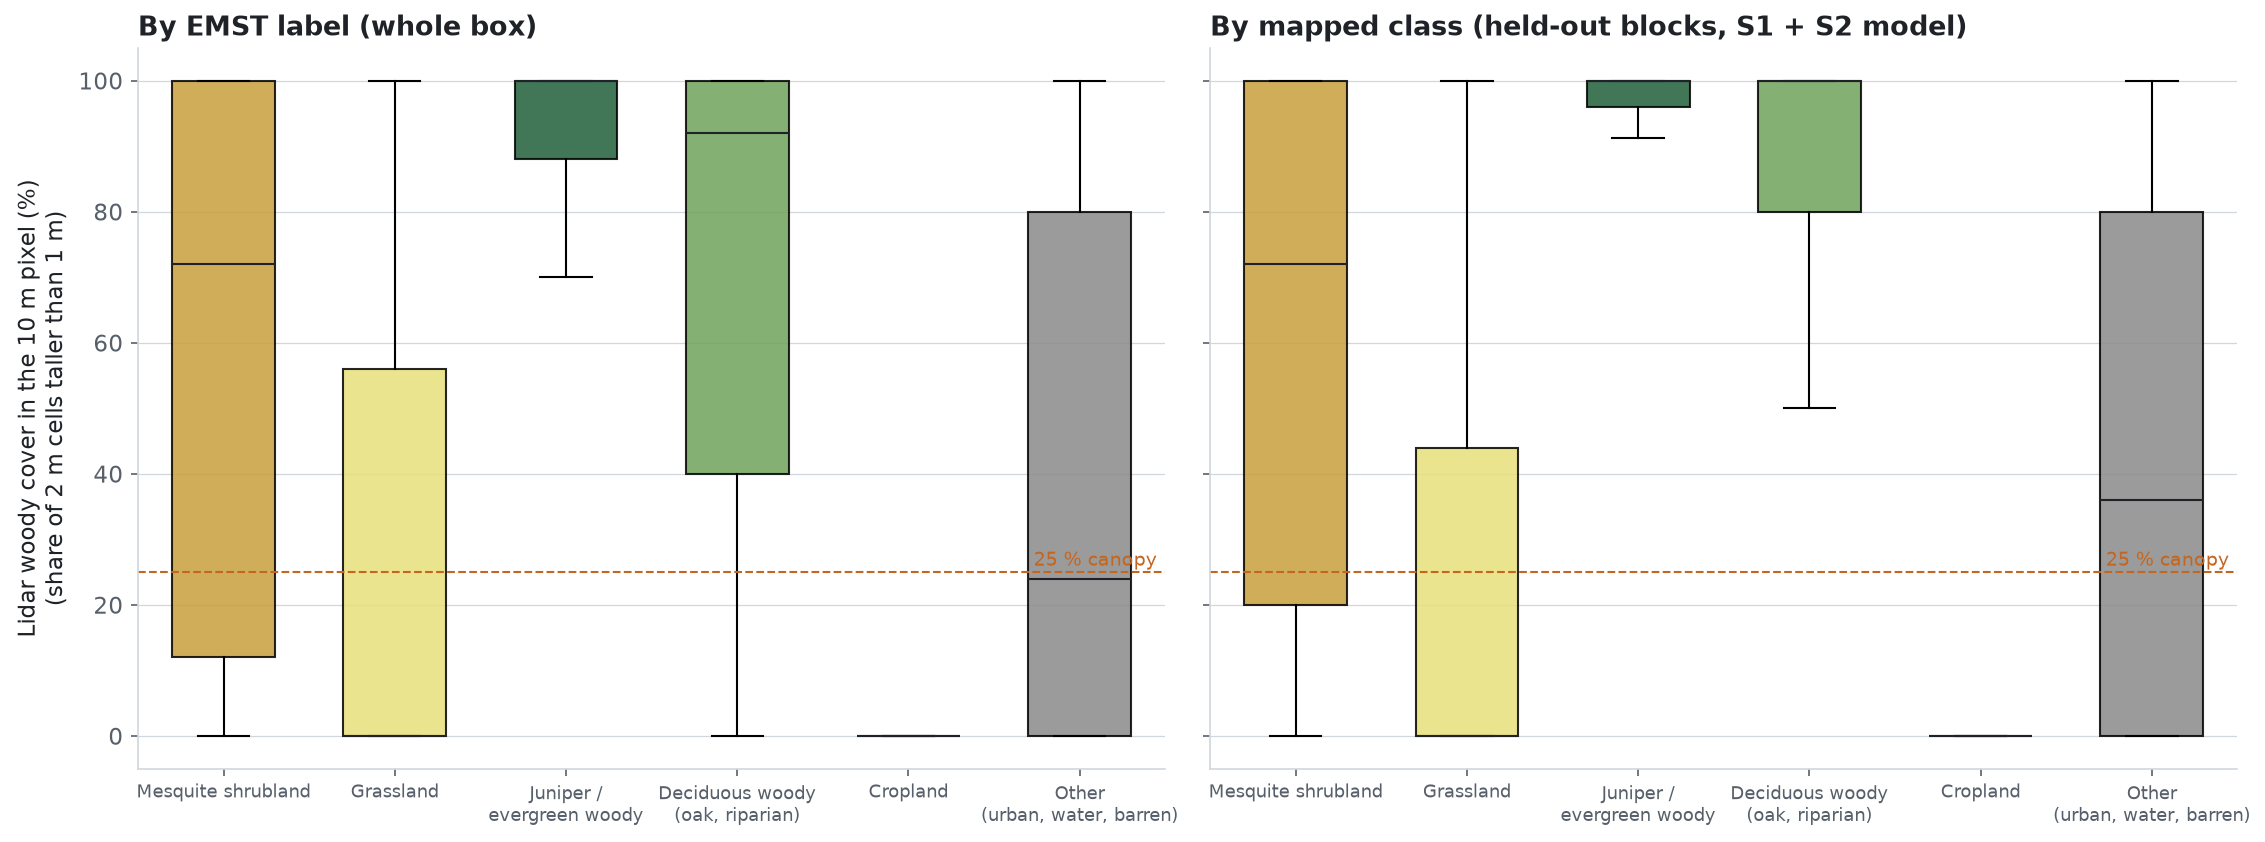 By EMST label (whole box)
By mapped class (held-out blocks, S1 + S2 model)
Lidar woody cover in the 10 m pixel (%)
(share of 2 m cells taller than 1 m)
100
80
60
40
20
0
25 % canopy
25 % canopy
Mesquite shrubland
Grassland
Juniper /
evergreen woody
Deciduous woody
(oak, riparian)
Cropland
Other
(urban, water, barren)
Mesquite shrubland
Grassland
Juniper /
evergreen woody
Deciduous woody
(oak, riparian)
Cropland
Other
(urban, water, barren)